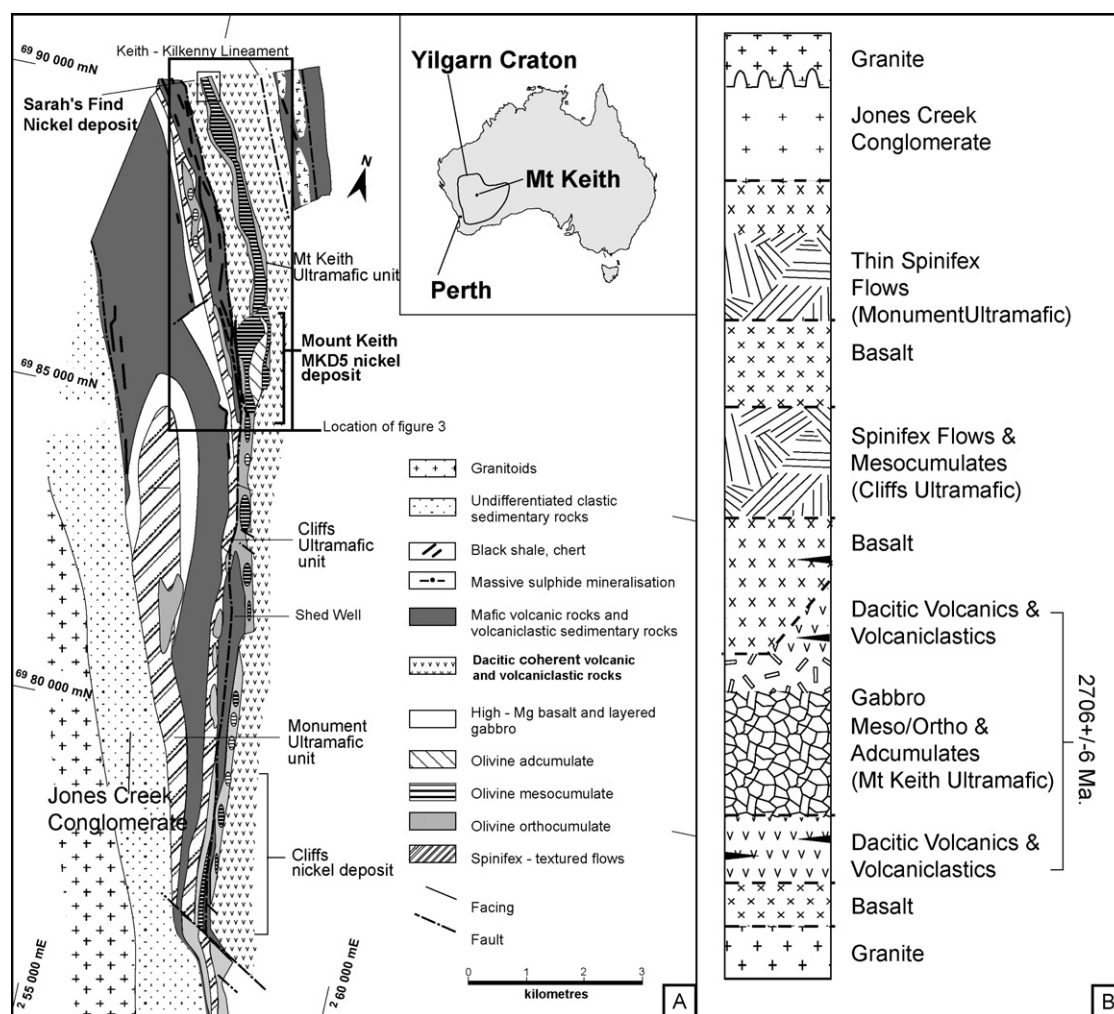 Keith - Kilkenny Lineament
69 90 000 mN
Sarah's Find
Nickel deposit
N
Mt Keith
Ultramafic unit
Mount Keith
MKD5 nickel
deposit
69 85 000 mN
Location of figure 3
Cliffs
Ultramafic
unit
Shed Well
69 80 000 mN
Monument
Ultramafic
unit
Jones Creek
Conglomerate
Cliffs
nickel deposit
2 55 000 mE
2 60 000 mE
Yilgarn Craton
Mt Keith
Perth
Granitoids
Undifferentiated clastic
sedimentary rocks
Black shale, chert
Massive sulphide mineralisation
Mafic volcanic rocks and
volcaniclastic sedimentary rocks
Dacitic coherent volcanic
and volcaniclastic rocks
High - Mg basalt and layered
gabbro
Olivine adcumulate
Olivine mesocumulate
Olivine orthocumulate
Spinifex - textured flows
Facing
Fault
0 1 2 3
kilometres
A
Granite
Jones Creek
Conglomerate
Thin Spinifex
Flows
(MonumentUltramafic)
Basalt
Spinifex Flows &
Mesocumulates
(Cliffs Ultramafic)
Basalt
Dacitic Volcanics &
Volcaniclastics
Gabbro
Meso/Ortho &
Adcumulates
(Mt Keith Ultramafic)
Dacitic Volcanics &
Volcaniclastics
Basalt
Granite
2706+/-6 Ma.
B